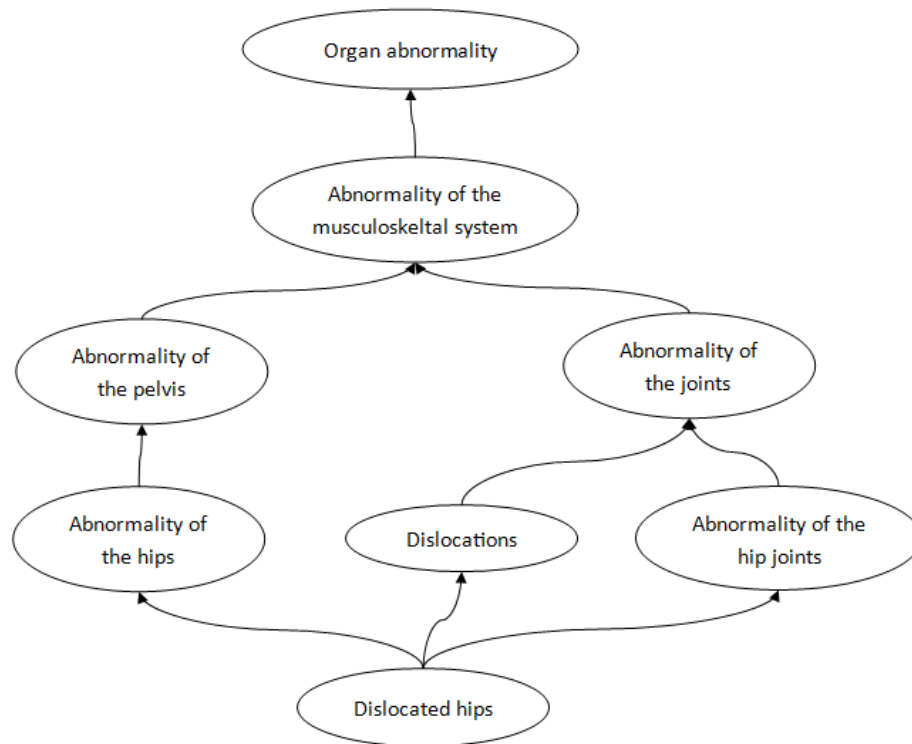 Organ abnormality
Abnormality of the
musculoskeltal system
Abnormality of
the pelvis
Abnormality of
the joints
Abnormality of
the hips
Dislocations
Abnormality of the
hip joints
Dislocated hips